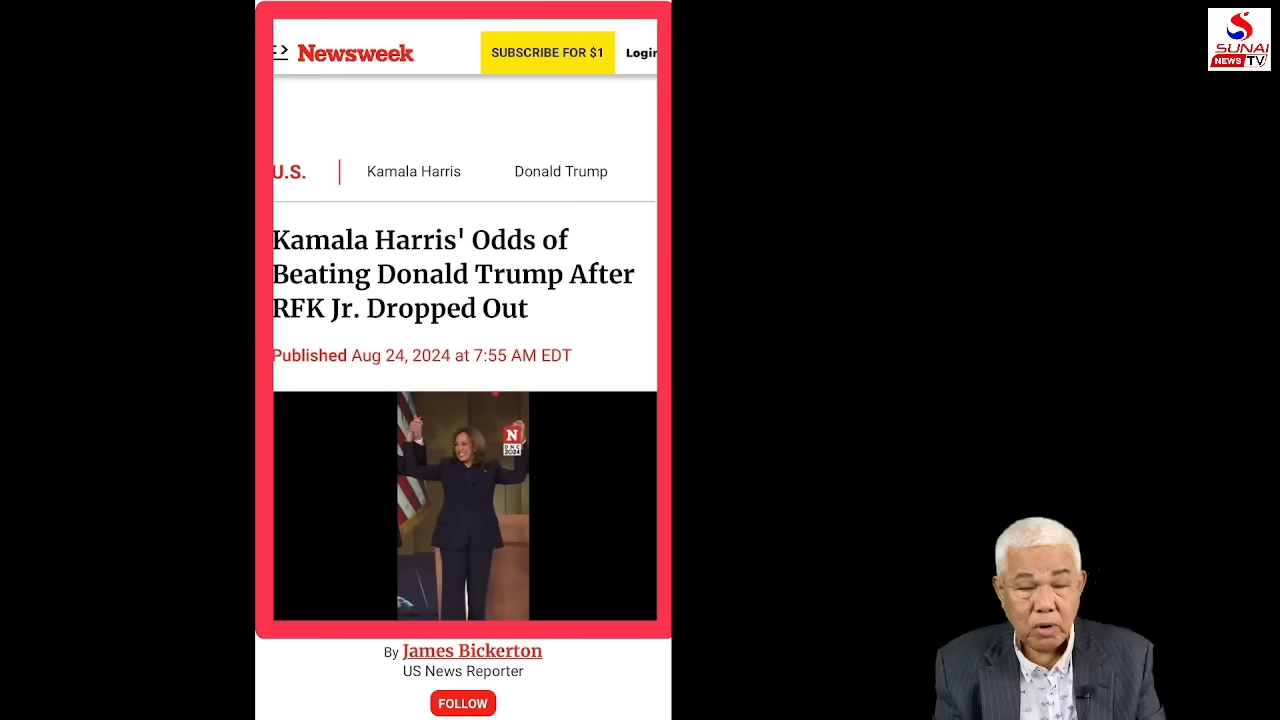 Newsweek
SUBSCRIBE FOR $1
Login
U.S.
Kamala Harris
Donald Trump
Kamala Harris' Odds of
Beating Donald Trump After
RFK Jr. Dropped Out
Published Aug 24, 2024 at 7:55 AM EDT
N
DNC
2024
By James Bickerton
US News Reporter
FOLLOW
SUNAI
NEWS TV